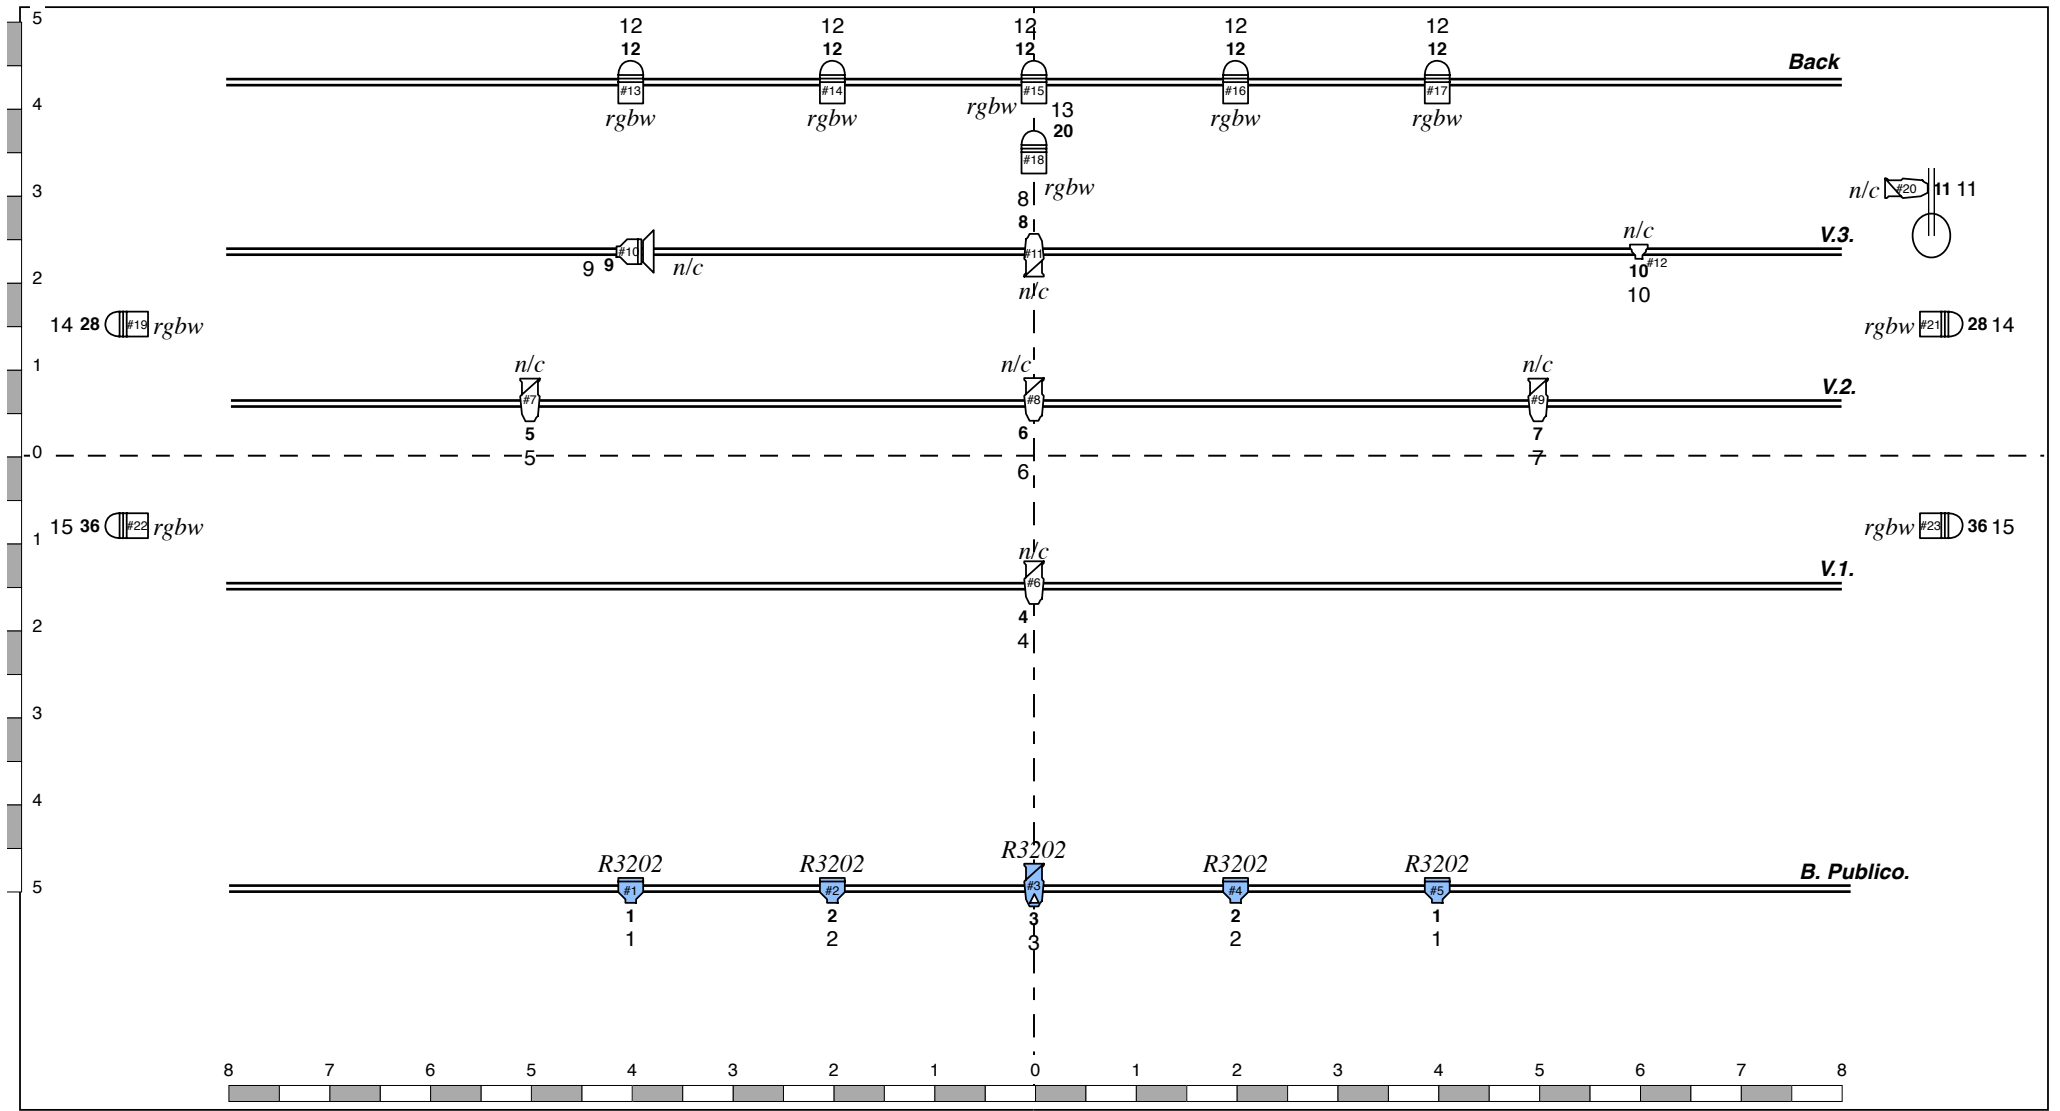 5
12 12 12 12 12
12 12 12 12 12
Back
#13 #14 #15 #16 #17
4
rgbw rgbw rgbw 13 rgbw rgbw
20
#18
3
8 rgbw
n/c #20 11 11
8
n/c
V.3.
9 9 #10 n/c
#11
10 #12
2
n/c
10
14 28 #19 rgbw
rgbw #21 28 14
1
n/c n/c n/c
V.2.
#7 #8 #9
5 6 7
0
5 6 7
15 36 #22 rgbw
rgbw #23 36 15
1
n/c
V.1.
#6
4
2
4
3
4
R3202 R3202 R3202 R3202 R3202
B. Publico.
5
#1 #2 #3 #4 #5
1 2 3 2 1
1 2 3 2 1
8 7 6 5 4 3 2 1 0 1 2 3 4 5 6 7 8